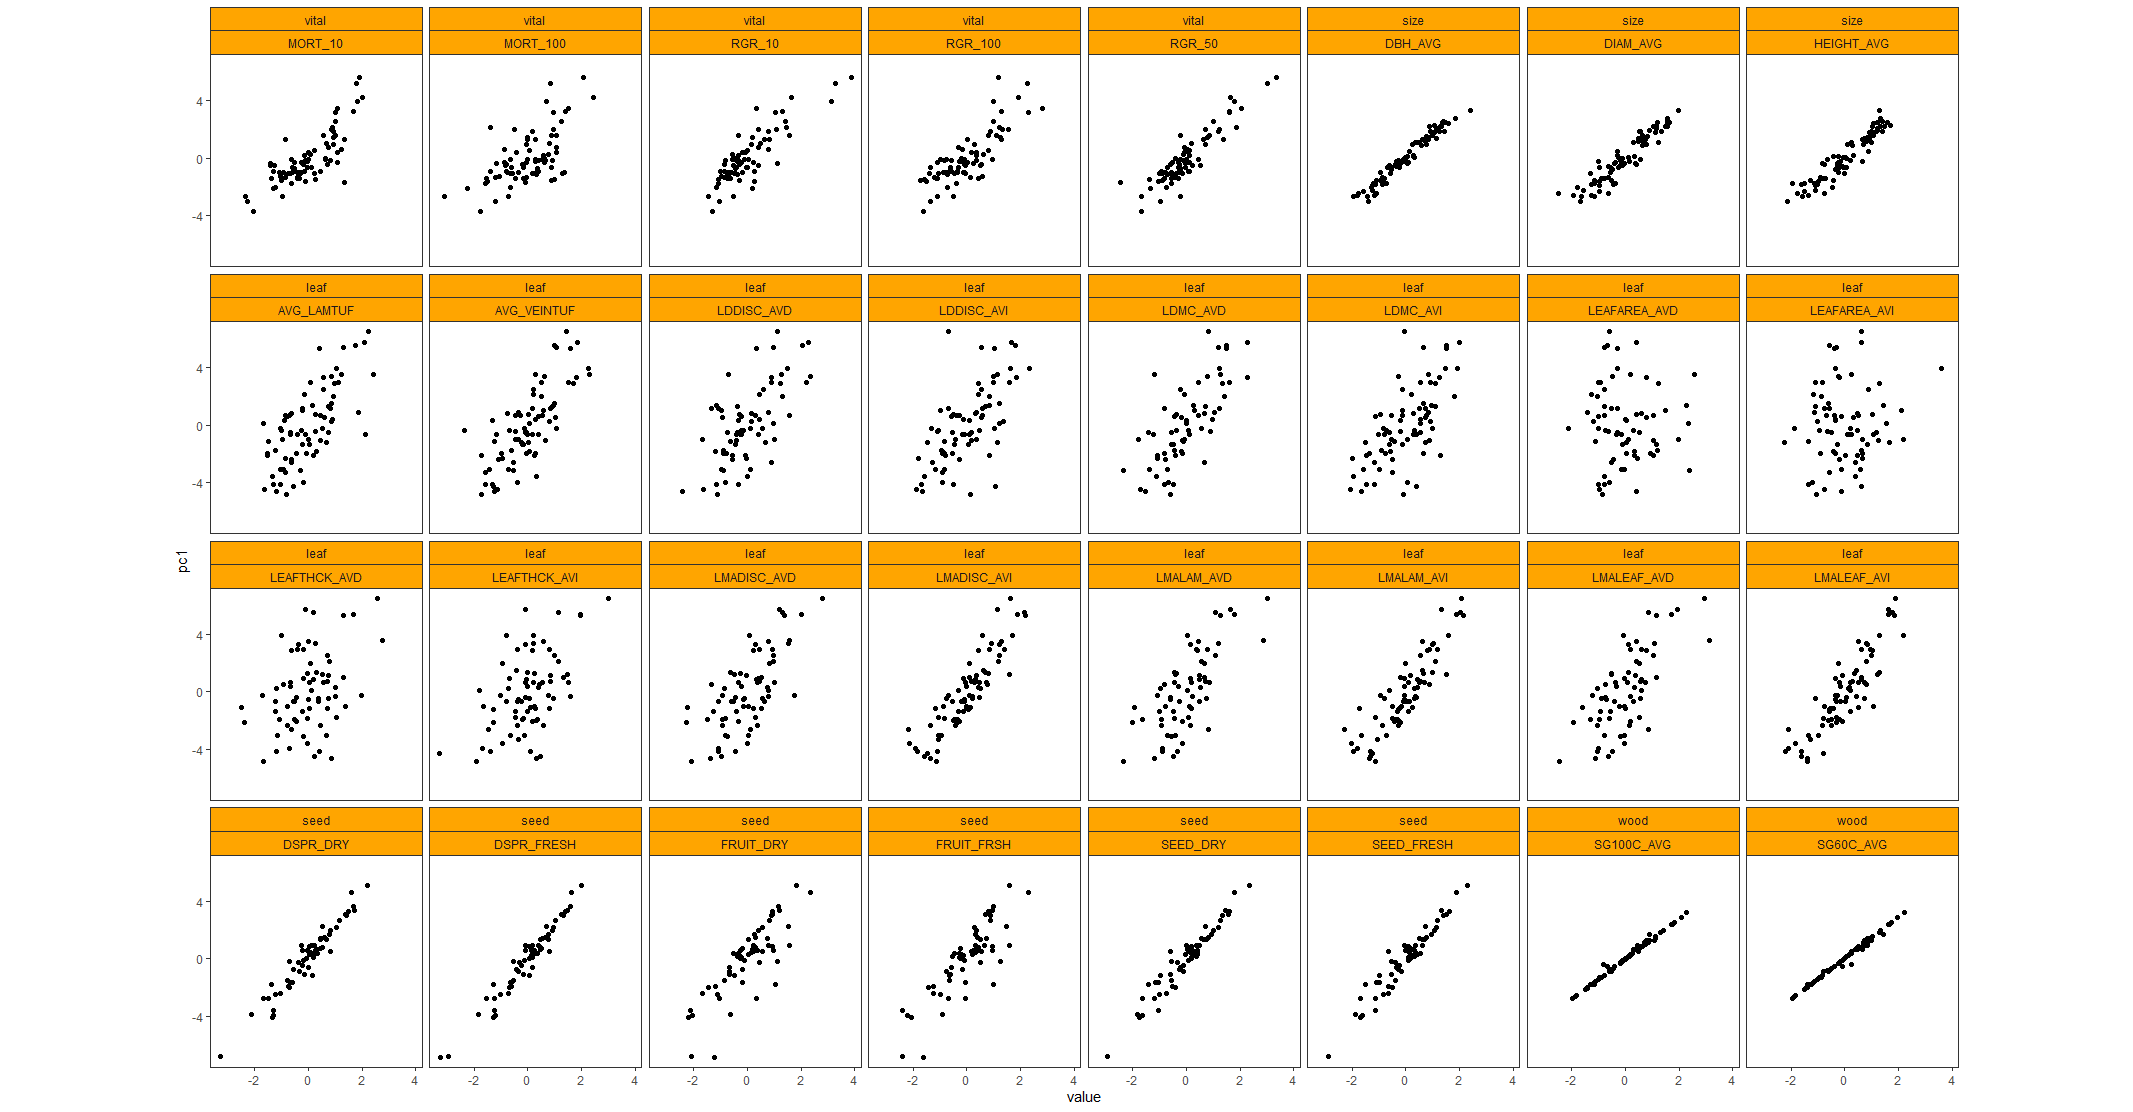 vital vital vital vital vital size size size
MORT_10 MORT_100 RGR_10 RGR_100 RGR_50 DBH_AVG DIAM_AVG HEIGHT_AVG
4
0
-4
leaf leaf leaf leaf leaf leaf leaf leaf
AVG_LAMTUF AVG_VEINTUF LDDISC_AVD LDDISC_AVI LDMC_AVD LDMC_AVI LEAFAREA_AVD LEAFAREA_AVI
4
0
-4
pc1
leaf leaf leaf leaf leaf leaf leaf leaf
LEAFTHCK_AVD LEAFTHCK_AVI LMADISC_AVD LMADISC_AVI LMALAM_AVD LMALAM_AVI LMALEAF_AVD LMALEAF_AVI
4
0
-4
seed seed seed seed seed seed wood wood
DSPR_DRY DSPR_FRESH FRUIT_DRY FRUIT_FRSH SEED_DRY SEED_FRESH SG100C_AVG SG60C_AVG
4
0
-4
-2 0 2 4 -2 0 2 4 -2 0 2 4 -2 0 2 4 -2 0 2 4 -2 0 2 4 -2 0 2 4 -2 0 2 4
value